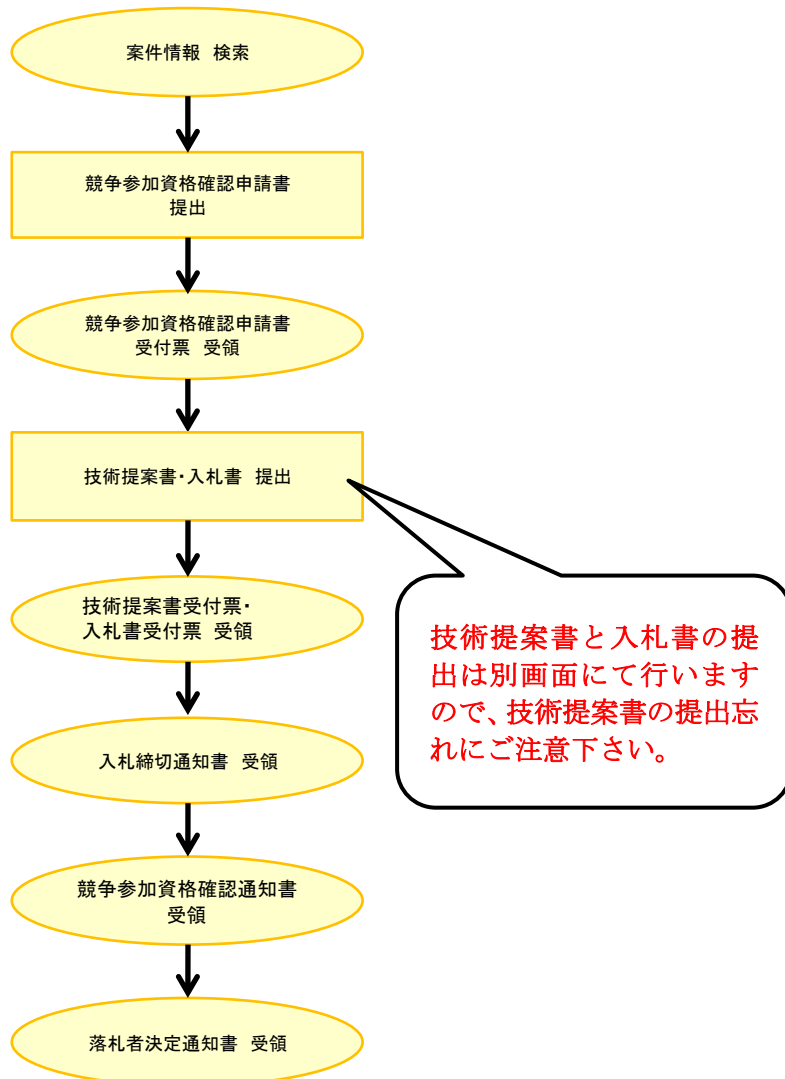 案件情報 検索
競争参加資格確認申請書
提出
競争参加資格確認申請書
受付票 受領
技術提案書・入札書 提出
技術提案書受付票・
入札書受付票 受領
技術提案書と入札書の提
出は別画面にて行います
ので、技術提案書の提出忘
れにご注意下さい。
入札締切通知書 受領
競争参加資格確認通知書
受領
落札者決定通知書 受領